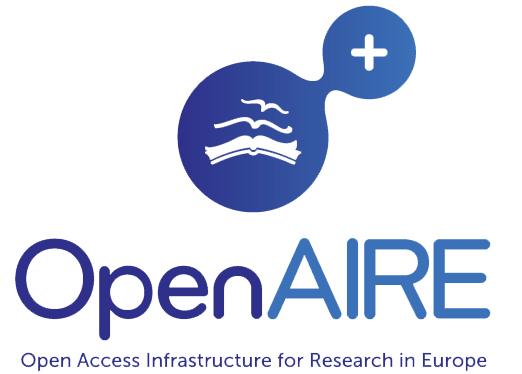 +
OpenAIRE
Open Access Infrastructure for Research in Europe